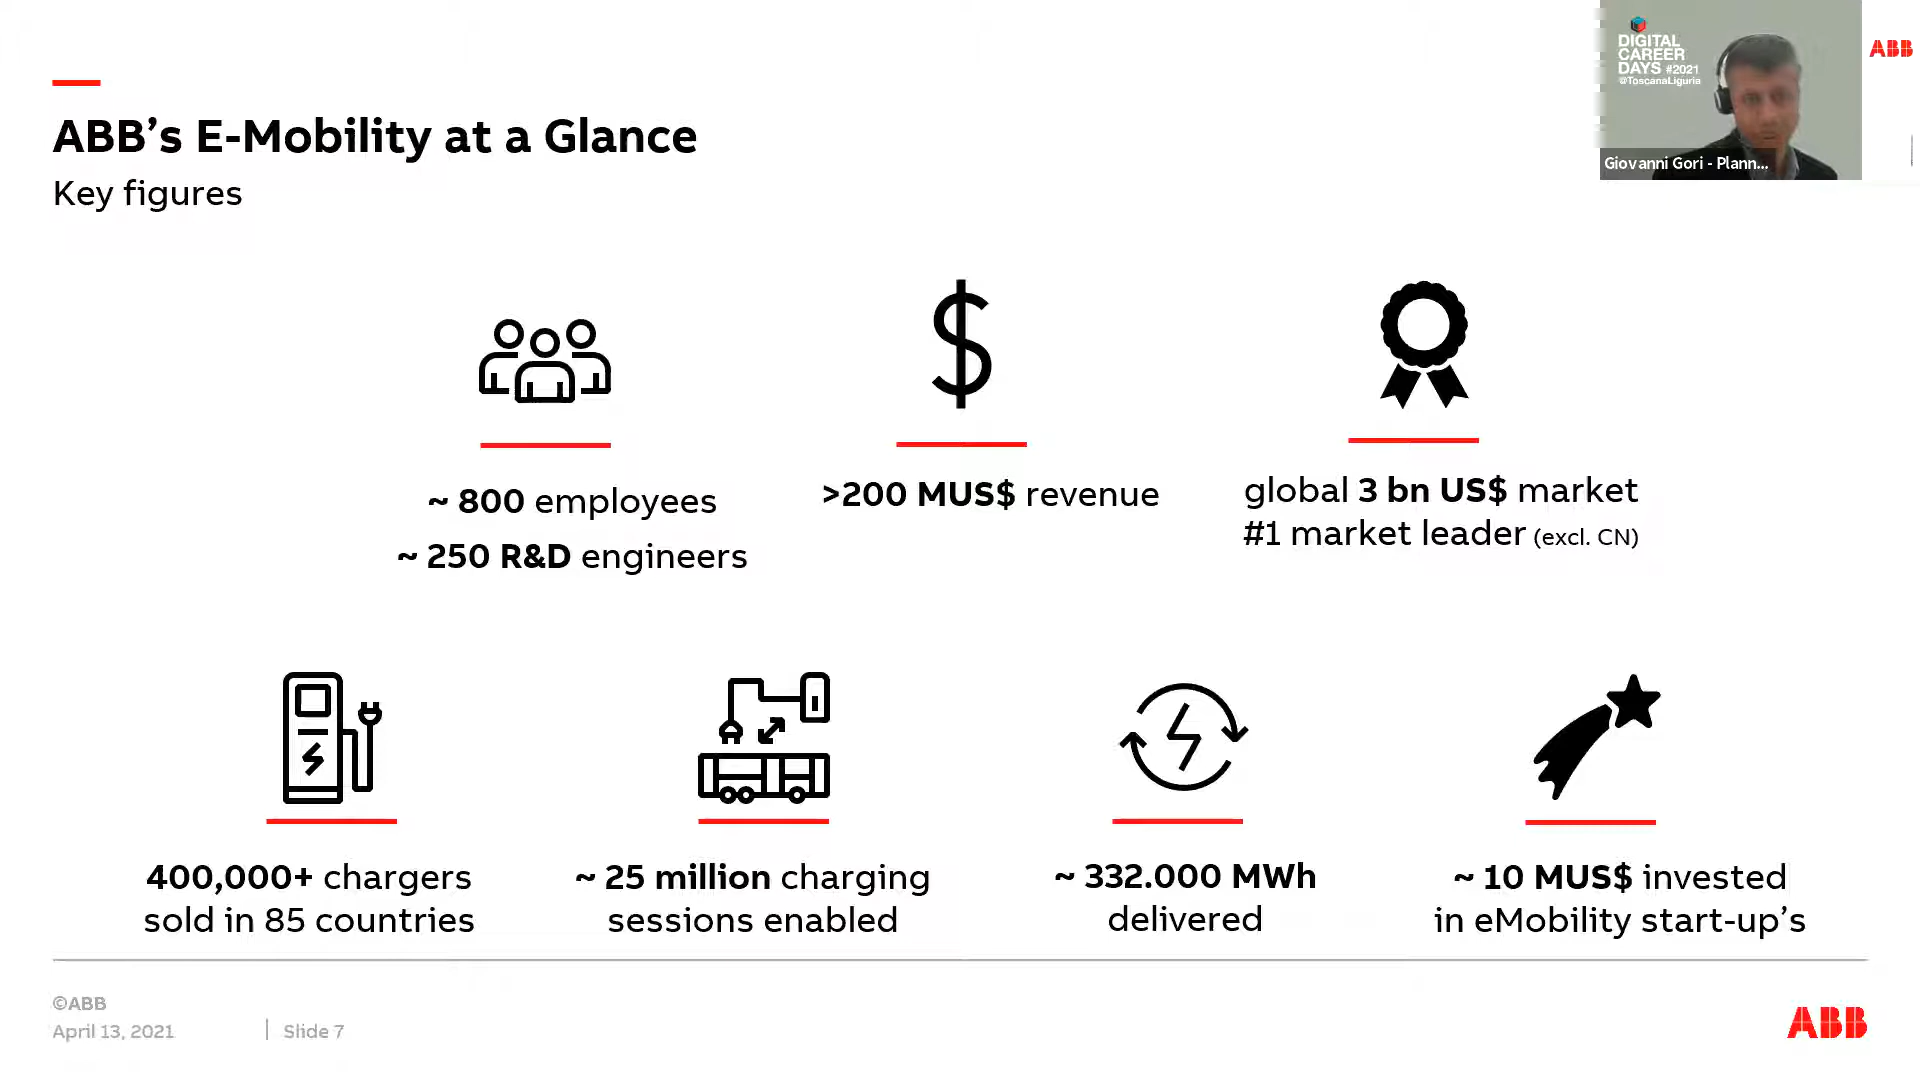 ABB's E-Mobility at a Glance
Key figures
DIGITAL
CAREER
DAYS #2021
@ToscanaLiguria
Giovanni Gori - Plann...
ABB
~ 800 employees
~ 250 R&D engineers
>200 MUS$ revenue
global 3 bn US$ market
#1 market leader (excl. CN)
400,000+ chargers
sold in 85 countries
~ 25 million charging
sessions enabled
~ 332.000 MWh
delivered
~ 10 MUS$ invested
in eMobility start-up's
©ABB
April 13, 2021 | Slide 7
ABB